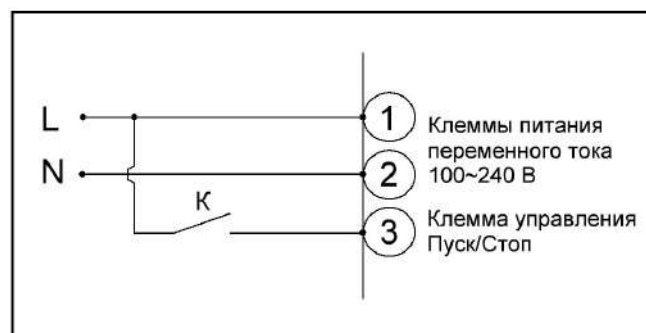 L
1
Клеммы питания
переменного тока
100~240 В
N
2
К
3
Клемма управления
Пуск/Стоп